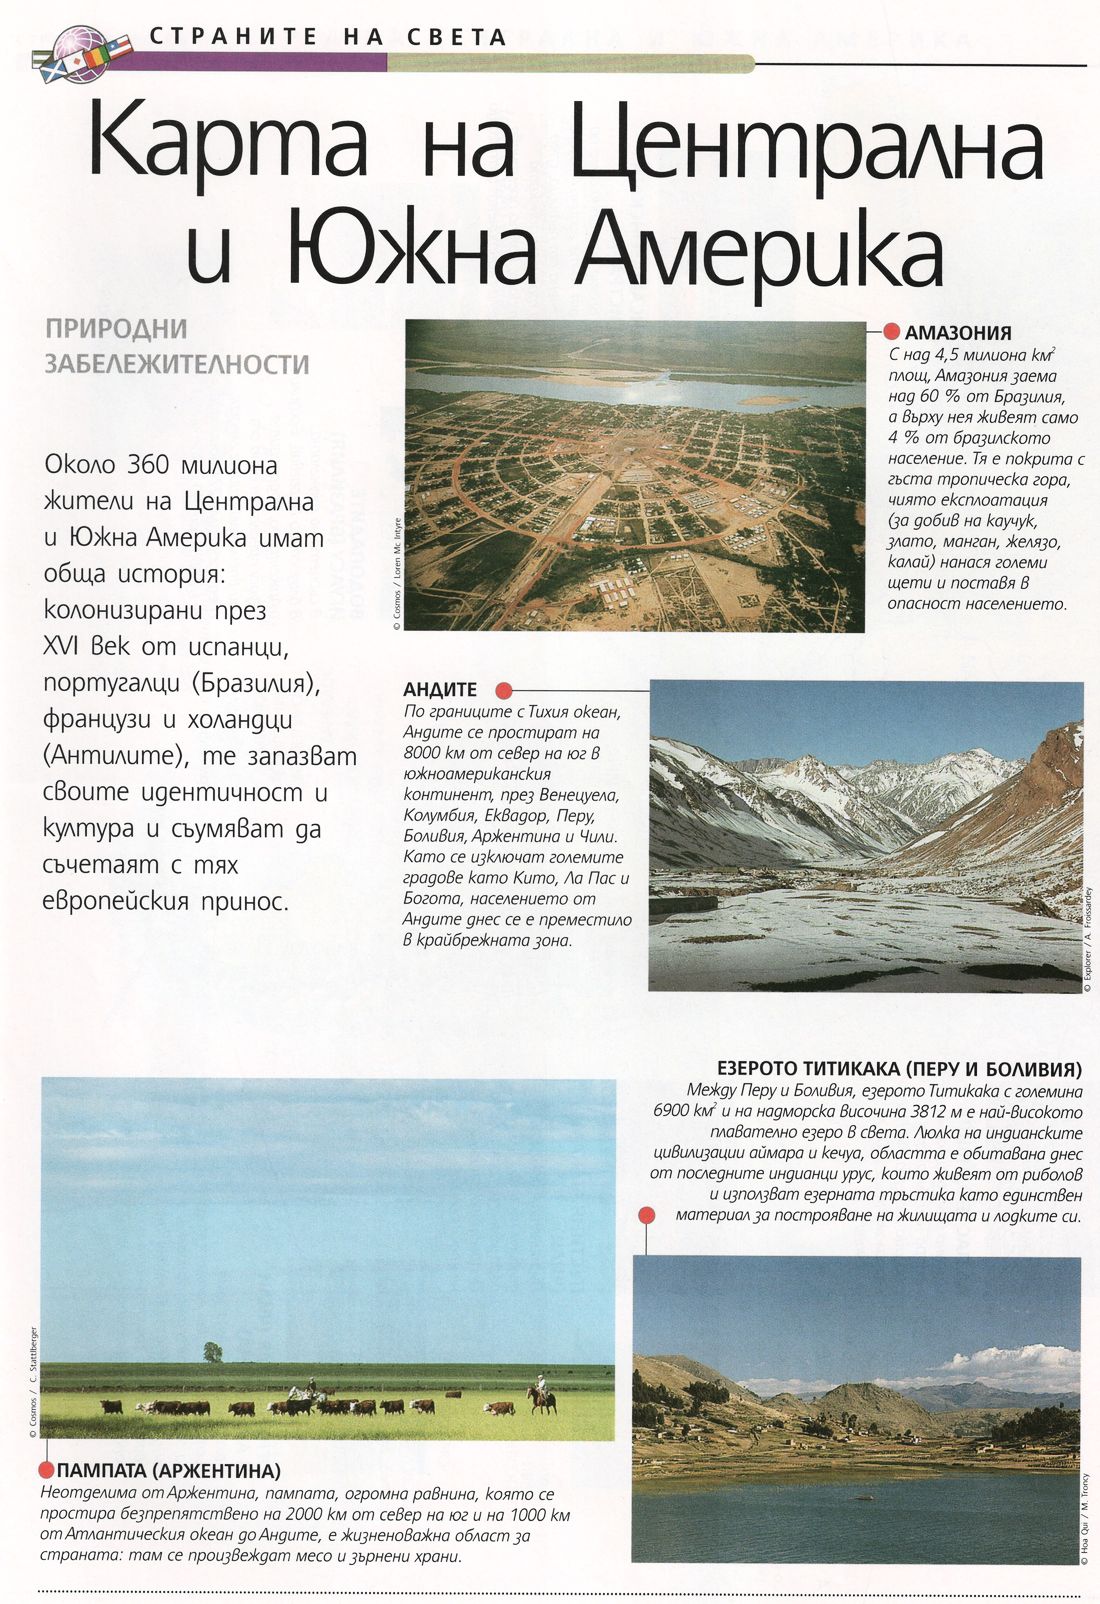 СТРАНИТЕ НА СВЕТА
Карта на Централна
и Южна Америка
ПРИРОДНИ
ЗАБЕЛЕЖИТЕЛНОСТИ
Около 360 милиона
жители на Централна
и Южна Америка имат
обща история:
колонизирани през
XVI век от испанци,
португалци (Бразилия),
французи и холандци
(Антилите), те запазват
своите идентичност и
култура и съумяват да
съчетаят с тях
европейския принос.
© Cosmos / Loren Mc Intyre
АМАЗОНИЯ
С над 4,5 милиона км²
площ, Амазония заема
над 60 % от Бразилия,
а върху нея живеят само
4 % от бразилското
население. Тя е покрита с
гъста тропическа гора,
чиято експлоатация
(за добив на каучук,
злато, манган, желязо,
калай) нанася големи
щети и поставя в
опасност населението.
АНДИТЕ
По границите с Тихия океан,
Андите се простират на
8000 км от север на юг в
южноамериканския
континент, през Венецуела,
Колумбия, Еквадор, Перу,
Боливия, Аржентина и Чили.
Като се изключат големите
градове като Кито, Ла Пас и
Богота, населението от
Андите днес се е преместило
в крайбрежната зона.
© Explorer / A. Froissardey
ЕЗЕРОТО ТИТИКАКА (ПЕРУ И БОЛИВИЯ)
Между Перу и Боливия, езерото Титикака с големина
6900 км² и на надморска височина 3812 м е най-високото
плавателно езеро в света. Люлка на индианските
цивилизации аймара и кечуа, областта е обитавана днес
от последните индианци урус, които живеят от риболов
и използват езерната тръстика като единствен
материал за построяване на жилищата и лодките си.
© Hoa Qui / M. Troncy
© Cosmos / C. Stattlberger
ПАМПАТА (АРЖЕНТИНА)
Неотделима от Аржентина, пампата, огромна равнина, която се
простира безпрепятствено на 2000 км от север на юг и на 1000 км
от Атлантическия океан до Андите, е жизненоважна област за
страната: там се произвеждат месо и зърнени храни.